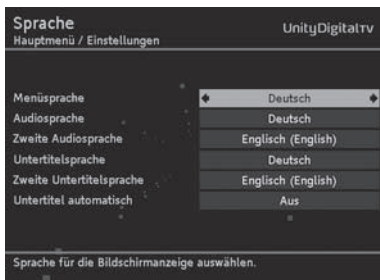 Sprache
UnityDigitalTV
Hauptmenü / Einstellungen
Menüsprache Deutsch
Audiosprache Deutsch
Zweite Audiosprache Englisch (English)
Untertitelsprache Deutsch
Zweite Untertitelsprache Englisch (English)
Untertitel automatisch Aus
Sprache für die Bildschirmanzeige auswählen.